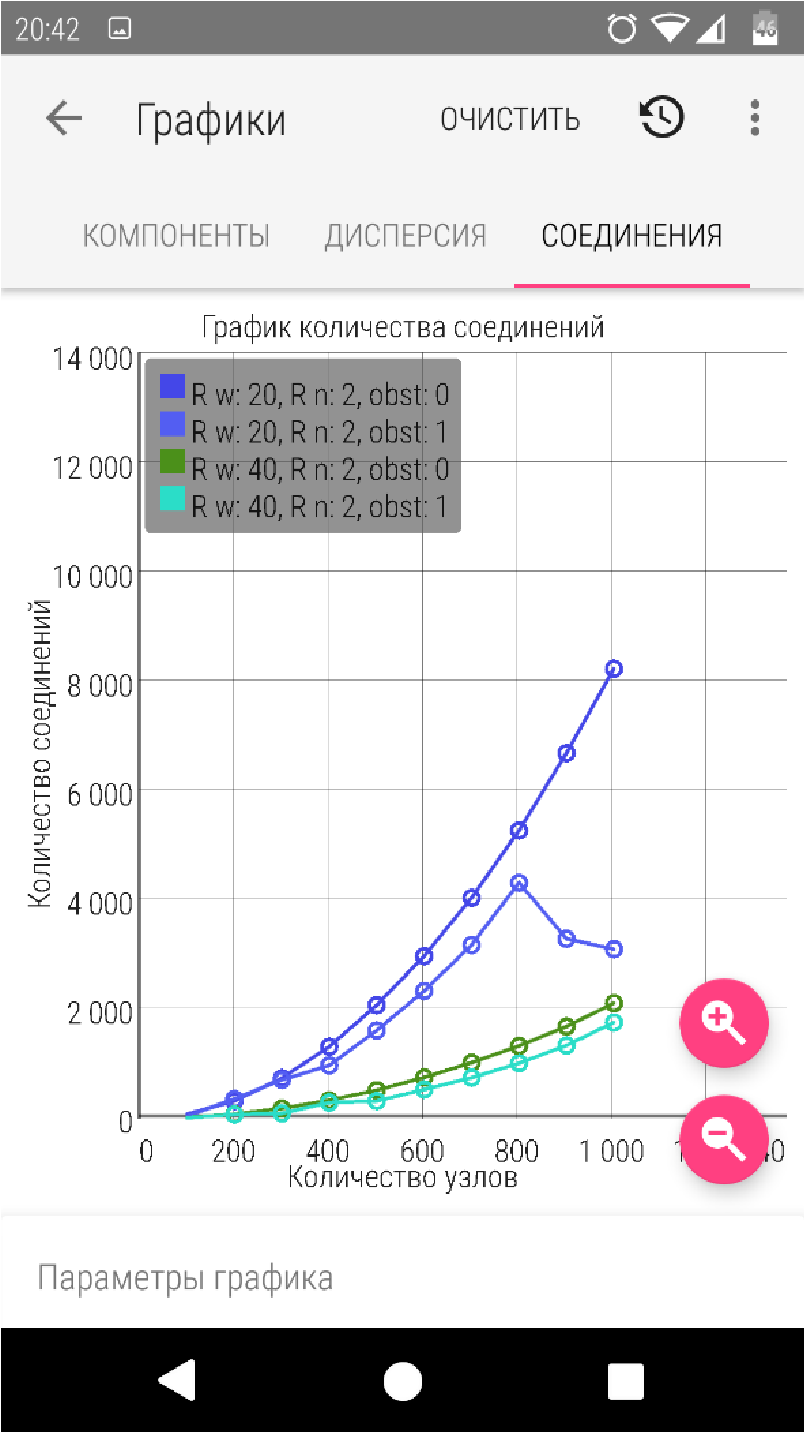 20:42 46
Графики ОЧИСТИТЬ
КОМПОНЕНТЫ ДИСПЕРСИЯ СОЕДИНЕНИЯ
График количества соединений
14 000
R w: 20, R n: 2, obst: 0
R w: 20, R n: 2, obst: 1
12 000
R w: 40, R n: 2, obst: 0
R w: 40, R n: 2, obst: 1
10 000
8 000
6 000
4 000
2 000
0
Количество соединений
0 200 400 600 800 1 000
Количество узлов
Параметры графика